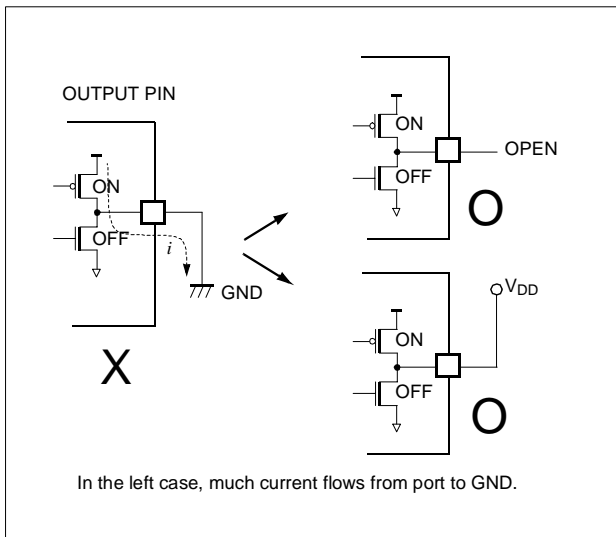 OUTPUT PIN
ON
OFF
i
GND
X
ON
OFF
OPEN
O
VDD
ON
OFF
O
In the left case, much current flows from port to GND.